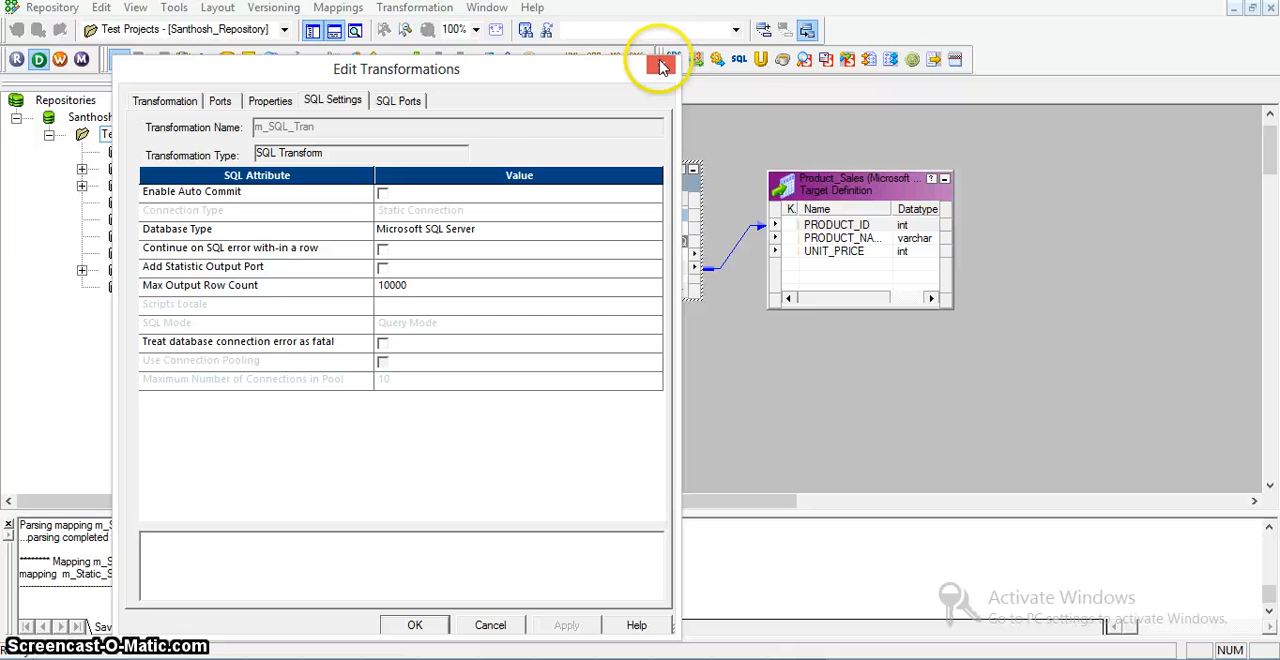 Repository Edit View Tools Layout Versioning Mappings Transformation Window Help
Test Projects - [Santhosh_Repository] 100%
R D W M SQL
Edit Transformations
Repositories
Santhosh
Transformation Ports Properties SQL Settings SQL Ports
Transformation Name: m_SQL_Tran
Transformation Type: SQL Transform
SQL Attribute Value
Enable Auto Commit
Connection Type Static Connection
Database Type Microsoft SQL Server
Continue on SQL error with-in a row
Add Statistic Output Port
Max Output Row Count 10000
Scripts Locale
SQL Mode Query Mode
Treat database connection error as fatal
Use Connection Pooling
Maximum Number of Connections in Pool 10
Product_Sales (Microsoft ...
Target Definition
K. Name Datatype
PRODUCT_ID int
PRODUCT_NA... varchar
UNIT_PRICE int
Parsing mapping m_S
...parsing completed
******** Mapping m_S
mapping m_Static_S
OK Cancel Apply Help
Activate Windows
Go to PC settings to activate Windows.
Screencast-O-Matic.com
NUM